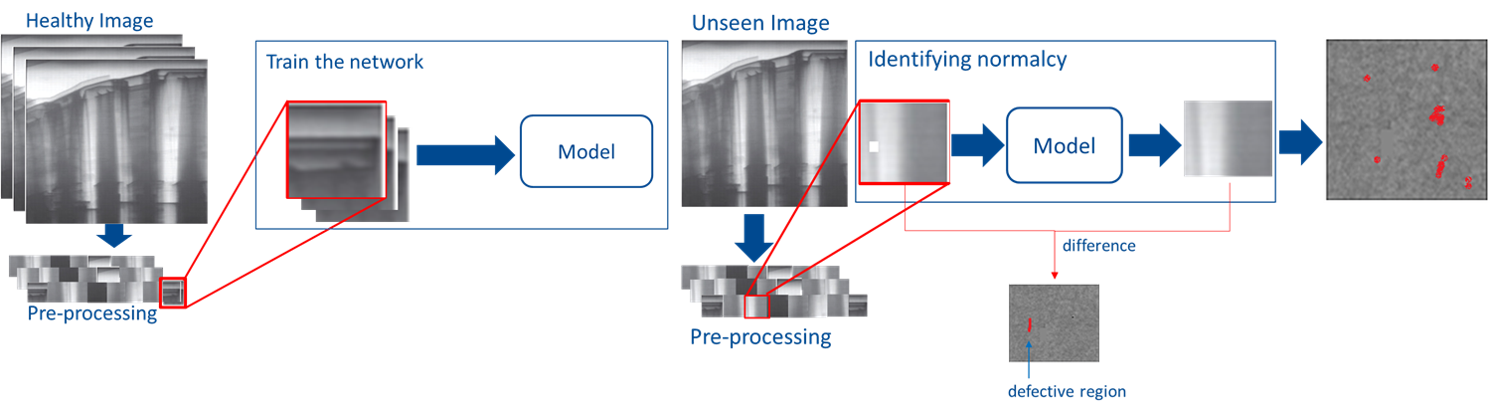 Healthy Image
Train the network
Model
Pre-processing
Unseen Image
Identifying normalcy
Model
difference
Pre-processing
defective region